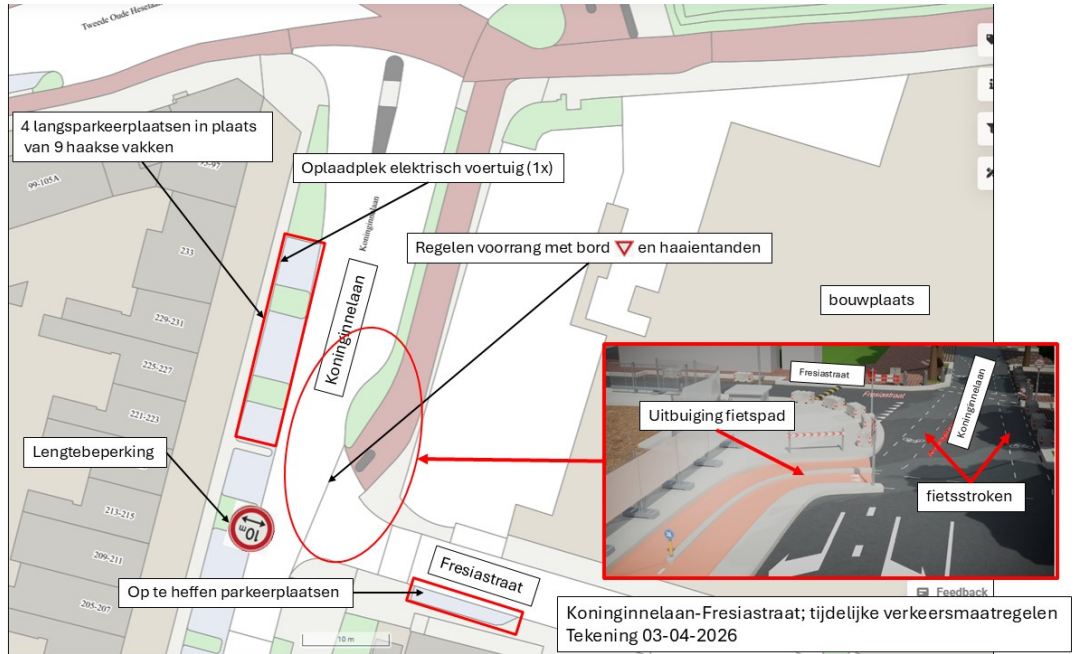 Tweede Oude Heselaan
4 langsparkeerplaatsen in plaats
van 9 haakse vakken
99-105A
Oplaadplek elektrisch voertuig (1x)
Koninginnelaan
Regelen voorrang met bord en haaientanden
233
Koninginnelaan
bouwplaats
229-231
225-227
221-223
Fresiastraat
Fresiastraat
Koninginnelaan
Uitbuiging fietspad
Lengtebeperking
fietsstroken
213-215
10m
209-211
Fresiastraat
Op te heffen parkeerplaatsen
205-207
Feedback
Koninginnelaan-Fresiastraat; tijdelijke verkeersmaatregelen
Tekening 03-04-2026
10 m